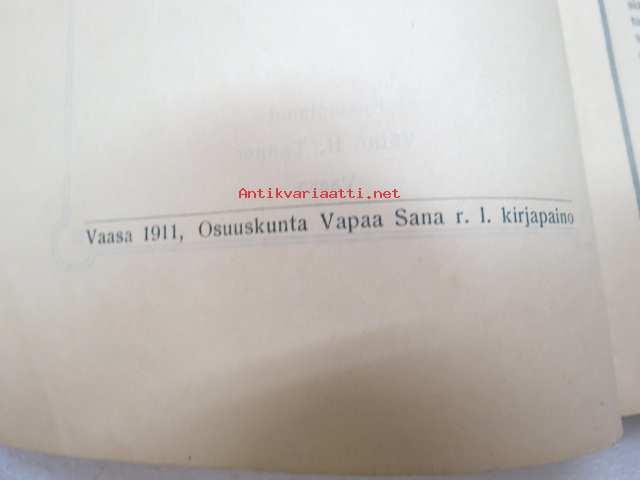 Antikvariaatti.net
Vaasa 1911, Osuuskunta Vapaa Sana r. l. kirjapaino